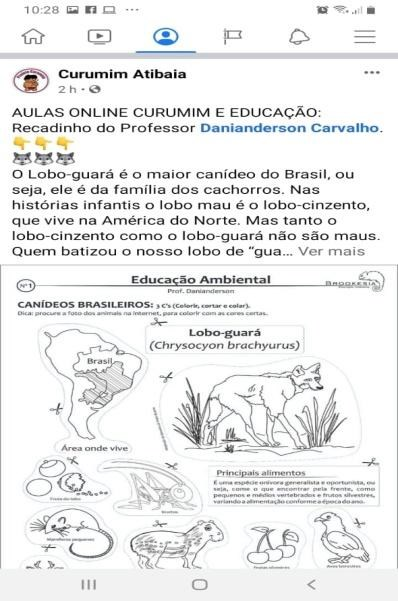 10:28
Curumim Atibaia
2 h
AULAS ONLINE CURUMIM E EDUCAÇÃO:
Recadinho do Professor Danianderson Carvalho.
O Lobo-guará é o maior canídeo do Brasil, ou
seja, ele é da família dos cachorros. Nas
histórias infantis o lobo mau é o lobo-cinzento,
que vive na América do Norte. Mas tanto o
lobo-cinzento como o lobo-guará não são maus.
Quem batizou o nosso lobo de “gua... Ver mais
Nº1
Educação Ambiental
Prof. Danianderson
BROOKESIA
CANÍDEOS BRASILEIROS: 3 C's (Colorir, cortar e colar).
Dica: procure a foto dos animais na internet, para colorir com as cores certas.
Lobo-guará
(Chrysocyon brachyurus)
Brasil
Área onde vive
Principais alimentos
É uma espécie onívora generalista e oportunista, ou
seja, come o que encontrar pela frente, como
pequenos e médios vertebrados e frutos silvestres,
variando a alimentação conforme a época do ano.
Fruta do lobo
Insetos
Mamíferos pequenos
Frutas silvestres
Aves terrestres